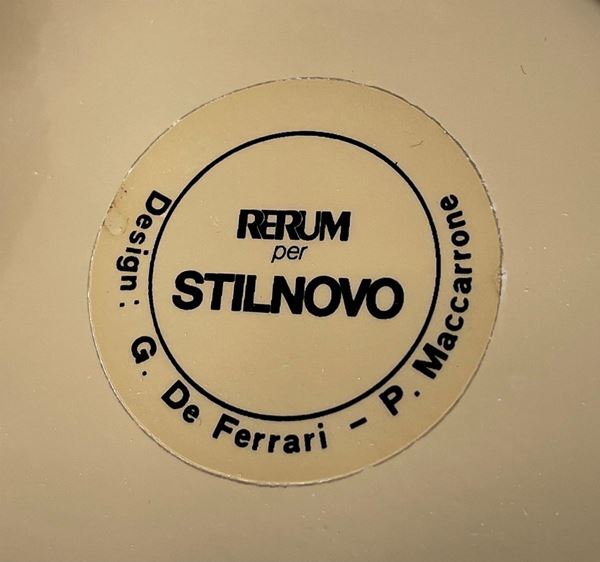 RERUM
per
STILNOVO
Design: G. De Ferrari - P. Maccarrone